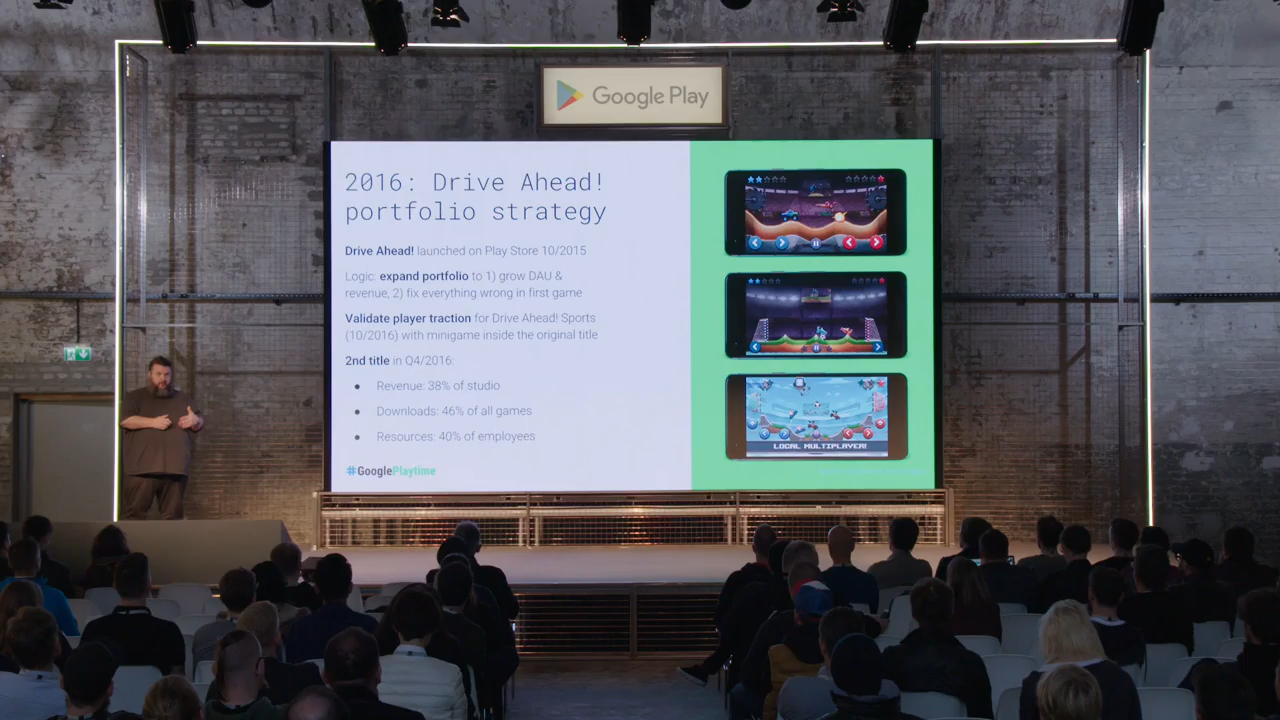 Google Play
2016: Drive Ahead!
portfolio strategy
Drive Ahead! launched on Play Store 10/2015
Logic: expand portfolio to 1) grow DAU &
revenue, 2) fix everything wrong in first game
Validate player traction for Drive Ahead! Sports
(10/2016) with minigame inside the original title
2nd title in Q4/2016:
● Revenue: 38% of studio
● Downloads: 46% of all games
● Resources: 40% of employees
#GooglePlaytime
LOCAL MULTIPLAYER!